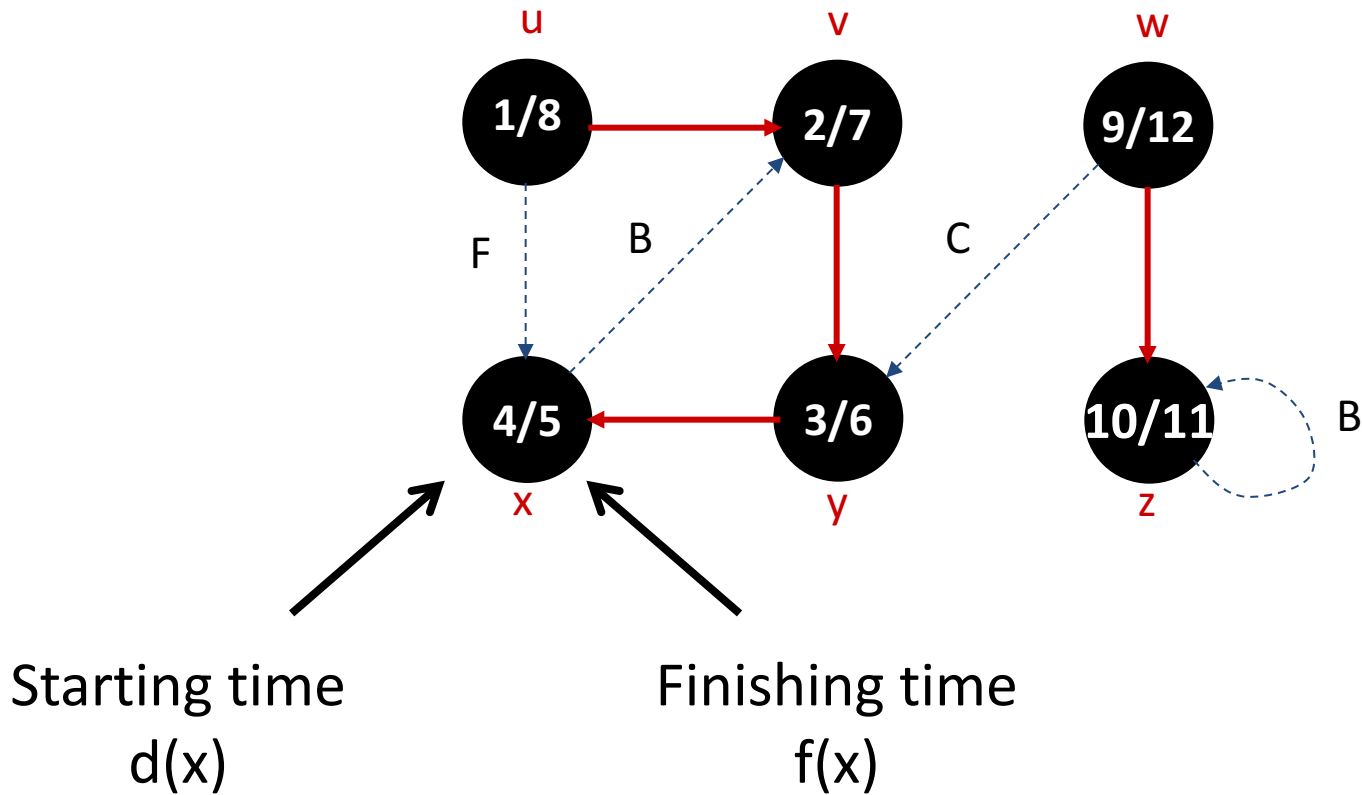 u v w
1/8 2/7 9/12
F B C
4/5 3/6 10/11 B
x y z
Starting time Finishing time
d(x) f(x)